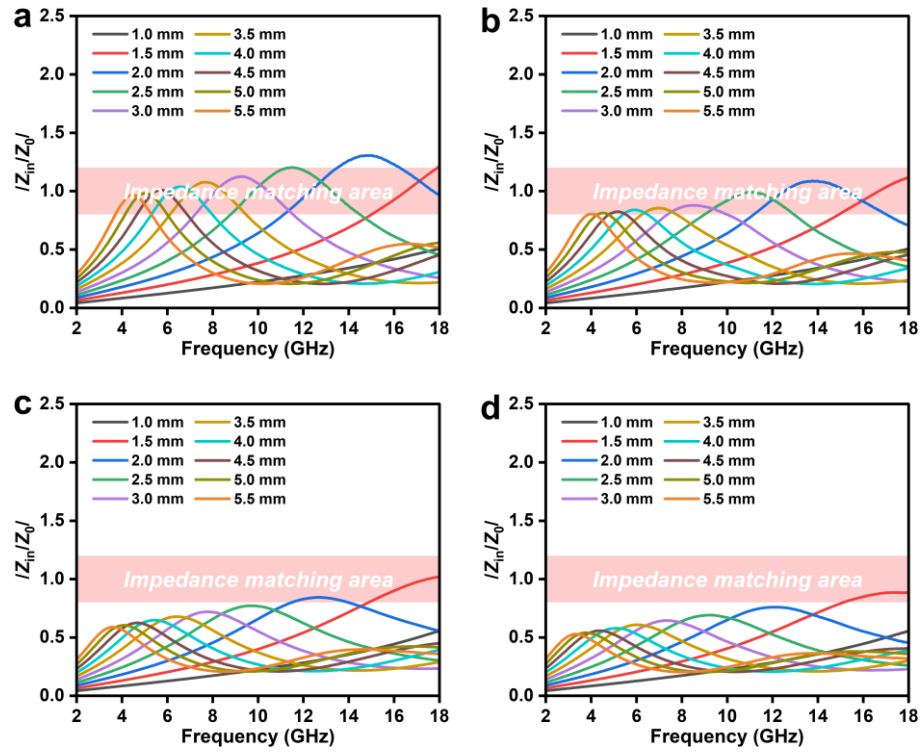 a
2.5
2.0
1.5
1.0
0.5
0.0
/Zin/Z0/
1.0 mm 3.5 mm
1.5 mm 4.0 mm
2.0 mm 4.5 mm
2.5 mm 5.0 mm
3.0 mm 5.5 mm
Impedance matching area
2 4 6 8 10 12 14 16 18
Frequency (GHz)
b
2.5
2.0
1.5
1.0
0.5
0.0
/Zin/Z0/
1.0 mm 3.5 mm
1.5 mm 4.0 mm
2.0 mm 4.5 mm
2.5 mm 5.0 mm
3.0 mm 5.5 mm
Impedance matching area
2 4 6 8 10 12 14 16 18
Frequency (GHz)
c
2.5
2.0
1.5
1.0
0.5
0.0
/Zin/Z0/
1.0 mm 3.5 mm
1.5 mm 4.0 mm
2.0 mm 4.5 mm
2.5 mm 5.0 mm
3.0 mm 5.5 mm
Impedance matching area
2 4 6 8 10 12 14 16 18
Frequency (GHz)
d
2.5
2.0
1.5
1.0
0.5
0.0
/Zin/Z0/
1.0 mm 3.5 mm
1.5 mm 4.0 mm
2.0 mm 4.5 mm
2.5 mm 5.0 mm
3.0 mm 5.5 mm
Impedance matching area
2 4 6 8 10 12 14 16 18
Frequency (GHz)